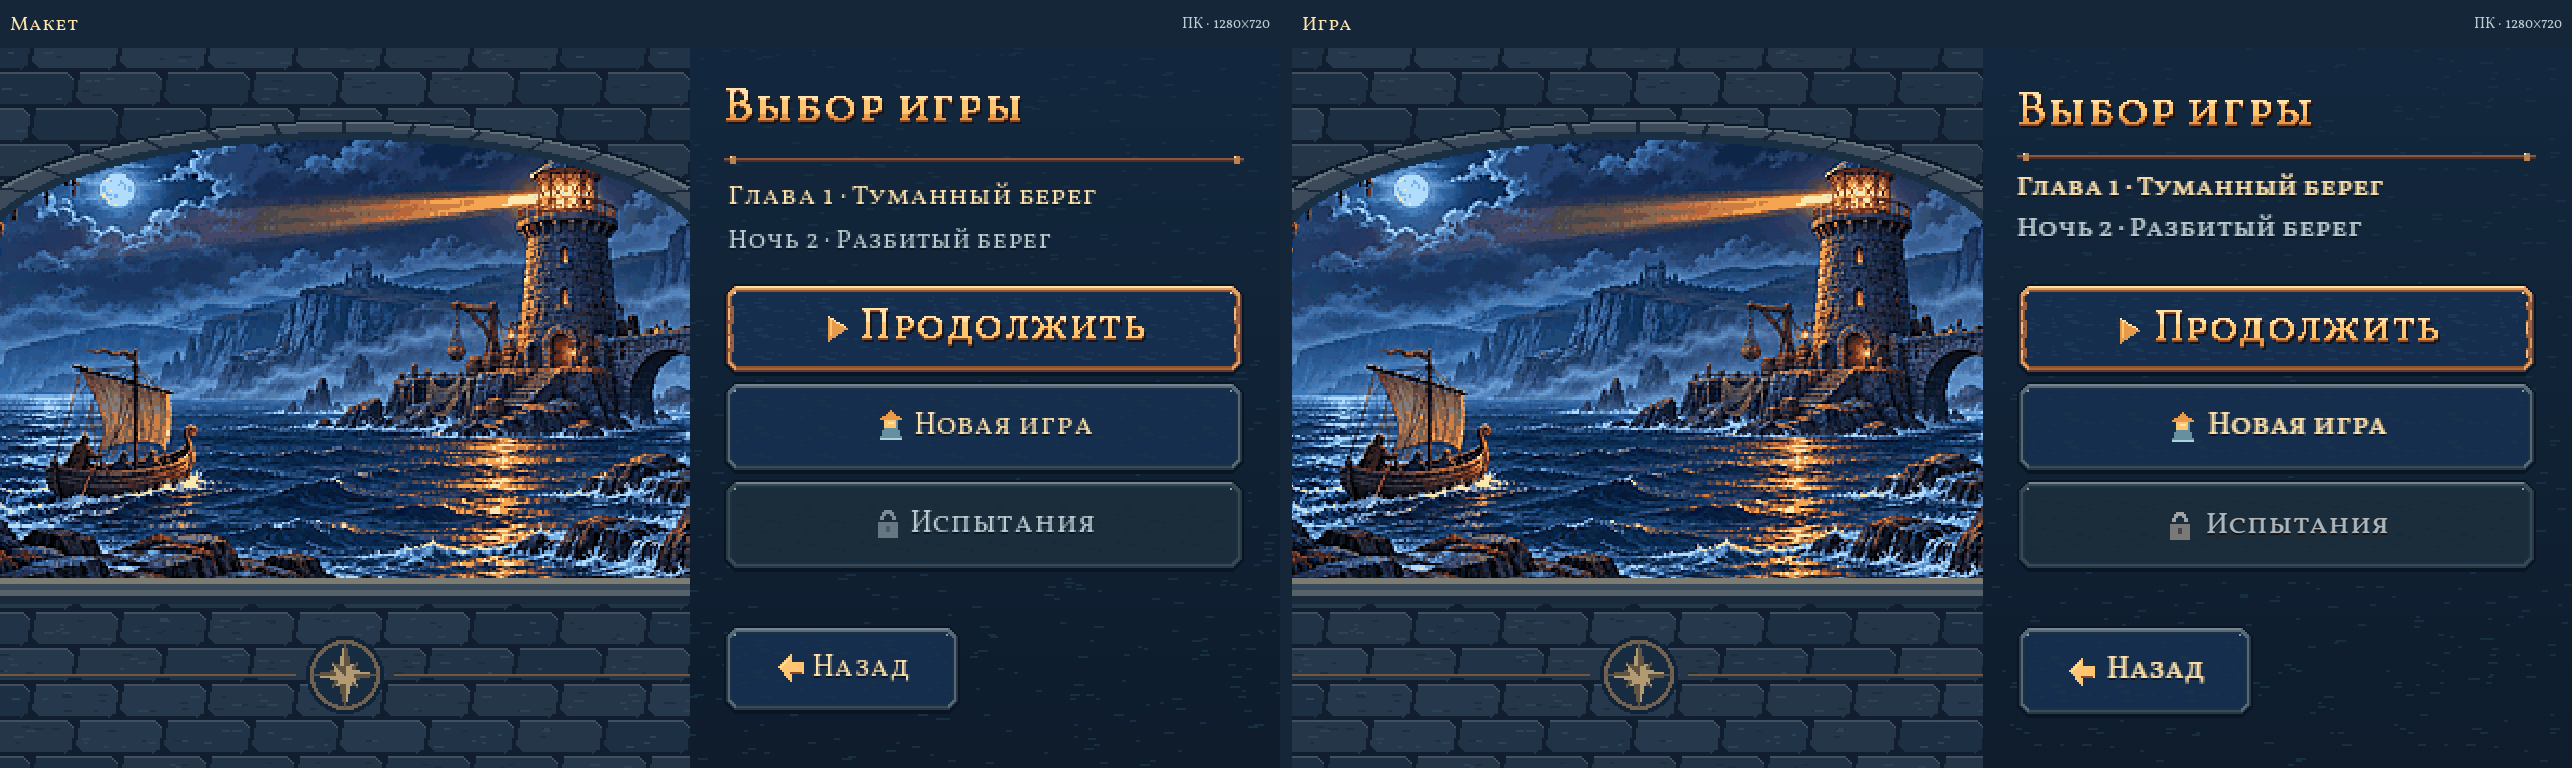 Макет
ПК · 1280×720
Выбор игры
Глава 1 · Туманный берег
Ночь 2 · Разбитый берег
Продолжить
Новая игра
Испытания
Назад
Игра
ПК · 1280×720
Выбор игры
Глава 1 · Туманный берег
Ночь 2 · Разбитый берег
Продолжить
Новая игра
Испытания
Назад